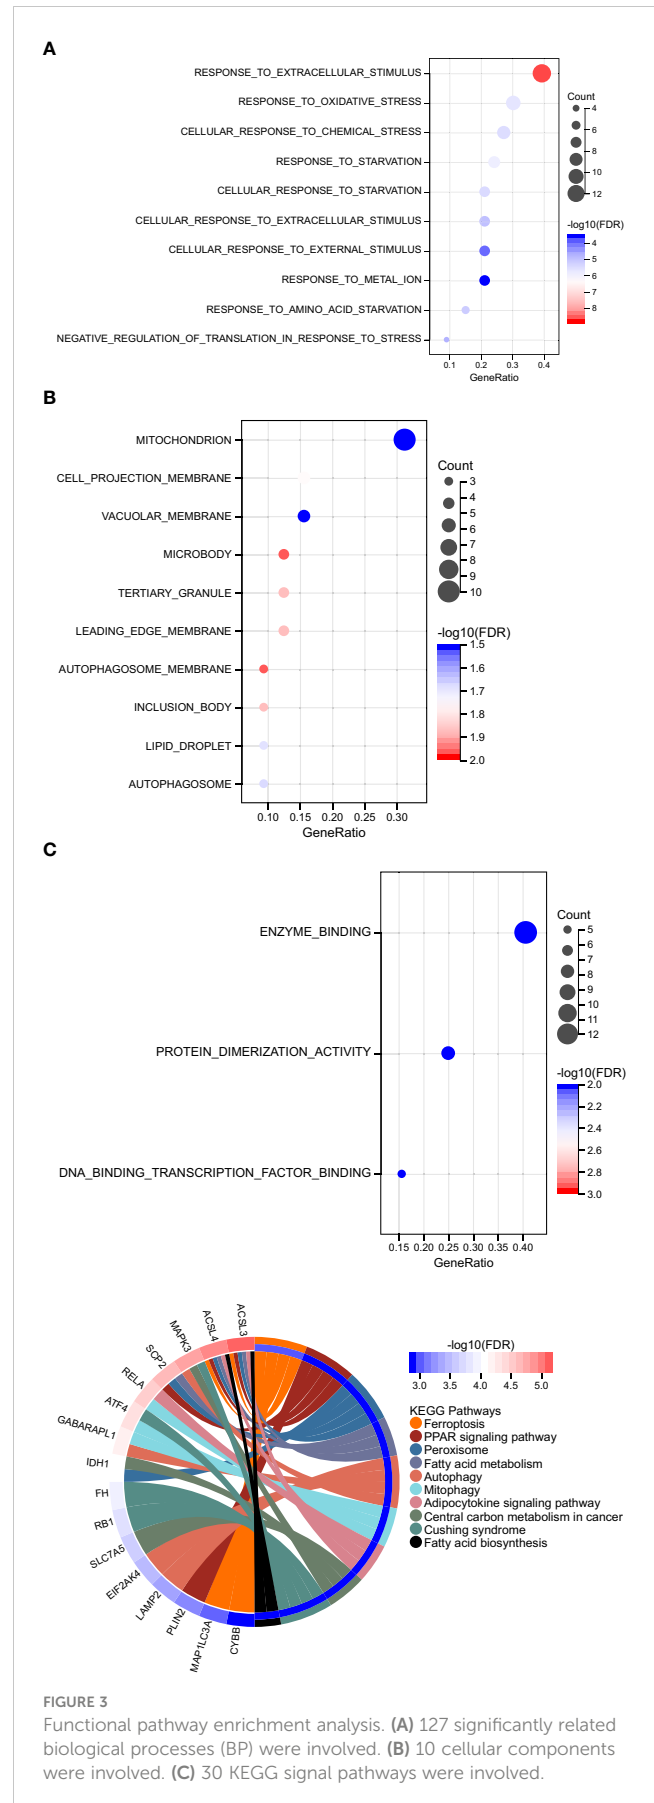 A
RESPONSE_TO_EXTRACELLULAR_STIMULUS
RESPONSE_TO_OXIDATIVE_STRESS
CELLULAR_RESPONSE_TO_CHEMICAL_STRESS
RESPONSE_TO_STARVATION
CELLULAR_RESPONSE_TO_STARVATION
CELLULAR_RESPONSE_TO_EXTRACELLULAR_STIMULUS
CELLULAR_RESPONSE_TO_EXTERNAL_STIMULUS
RESPONSE_TO_METAL_ION
RESPONSE_TO_AMINO_ACID_STARVATION
NEGATIVE_REGULATION_OF_TRANSLATION_IN_RESPONSE_TO_STRESS
0.1 0.2 0.3 0.4
GeneRatio
Count
4
6
8
10
12
-log10(FDR)
4
5
6
7
8
B
MITOCHONDRION
CELL_PROJECTION_MEMBRANE
VACUOLAR_MEMBRANE
MICROBODY
TERTIARY_GRANULE
LEADING_EDGE_MEMBRANE
AUTOPHAGOSOME_MEMBRANE
INCLUSION_BODY
LIPID_DROPLET
AUTOPHAGOSOME
0.10 0.15 0.20 0.25 0.30
GeneRatio
Count
3
4
5
6
7
8
9
10
-log10(FDR)
1.5
1.6
1.7
1.8
1.9
2.0
C
ENZYME_BINDING
PROTEIN_DIMERIZATION_ACTIVITY
DNA_BINDING_TRANSCRIPTION_FACTOR_BINDING
0.15 0.20 0.25 0.30 0.35 0.40
GeneRatio
Count
5
6
7
8
9
10
11
12
-log10(FDR)
2.0
2.2
2.4
2.6
2.8
3.0
ACSL3
ACSL4
MAPK3
SCP2
RELA
ATF4
GABARAPL1
IDH1
FH
RB1
SLC7A5
EIF2AK4
LAMP2
PLIN2
MAP1LC3A
CYBB
-log10(FDR)
3.0 3.5 4.0 4.5 5.0
KEGG Pathways
Ferroptosis
PPAR signaling pathway
Peroxisome
Fatty acid metabolism
Autophagy
Mitophagy
Adipocytokine signaling pathway
Central carbon metabolism in cancer
Cushing syndrome
Fatty acid biosynthesis
FIGURE 3
Functional pathway enrichment analysis. (A) 127 significantly related
biological processes (BP) were involved. (B) 10 cellular components
were involved. (C) 30 KEGG signal pathways were involved.